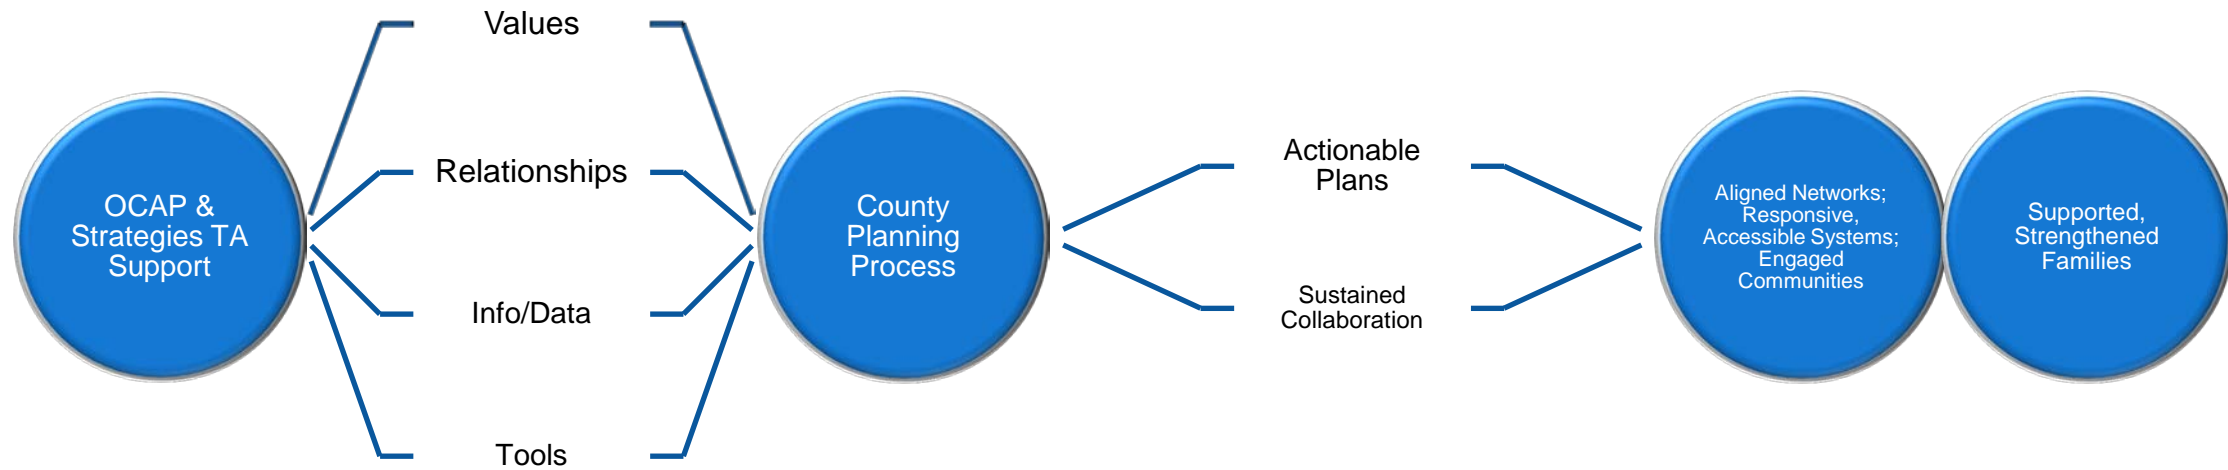 OCAP &
Strategies TA
Support
Values
Relationships
Info/Data
Tools
County
Planning
Process
Actionable
Plans
Sustained
Collaboration
Aligned Networks;
Responsive,
Accessible Systems;
Engaged
Communities
Supported,
Strengthened
Families